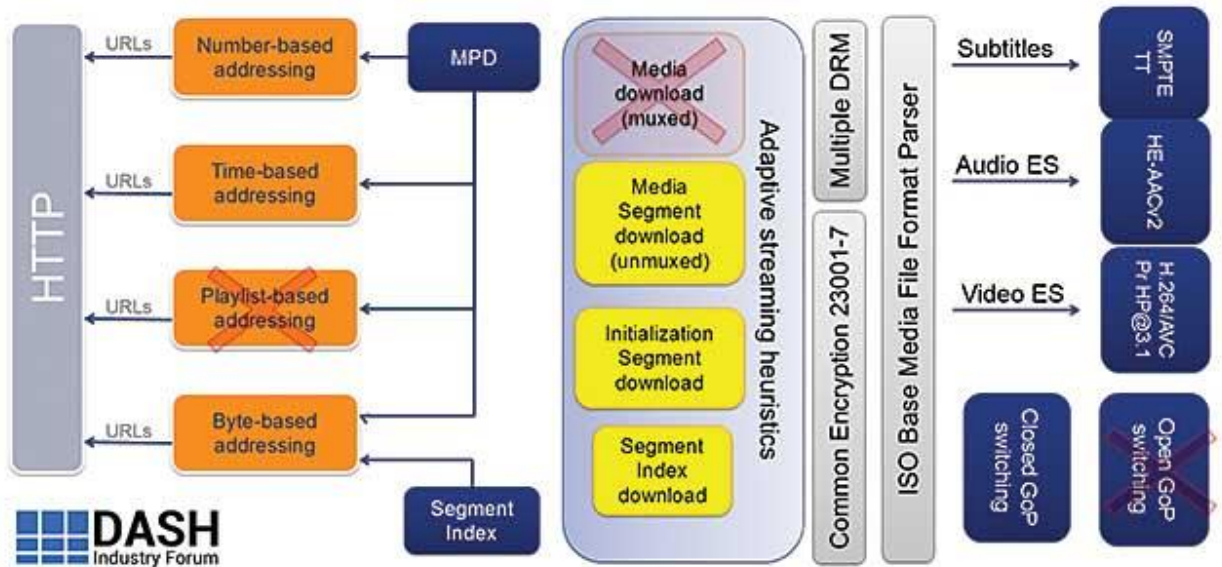 HTTP
URLs
Number-based
addressing
MPD
URLs
Time-based
addressing
URLs
Playlist-based
addressing
URLs
Byte-based
addressing
Segment
Index
DASH
Industry Forum
Media
download
(muxed)
Media
Segment
download
(unmuxed)
Initialization
Segment
download
Segment
Index
download
Adaptive streaming heuristics
Multiple DRM
Common Encryption 23001-7
ISO Base Media File Format Parser
Subtitles
SMPTE
TT
Audio ES
HE-AACv2
Video ES
H.264/AVC
Pr HP@3.1
Closed GoP
switching
Open GoP
switching